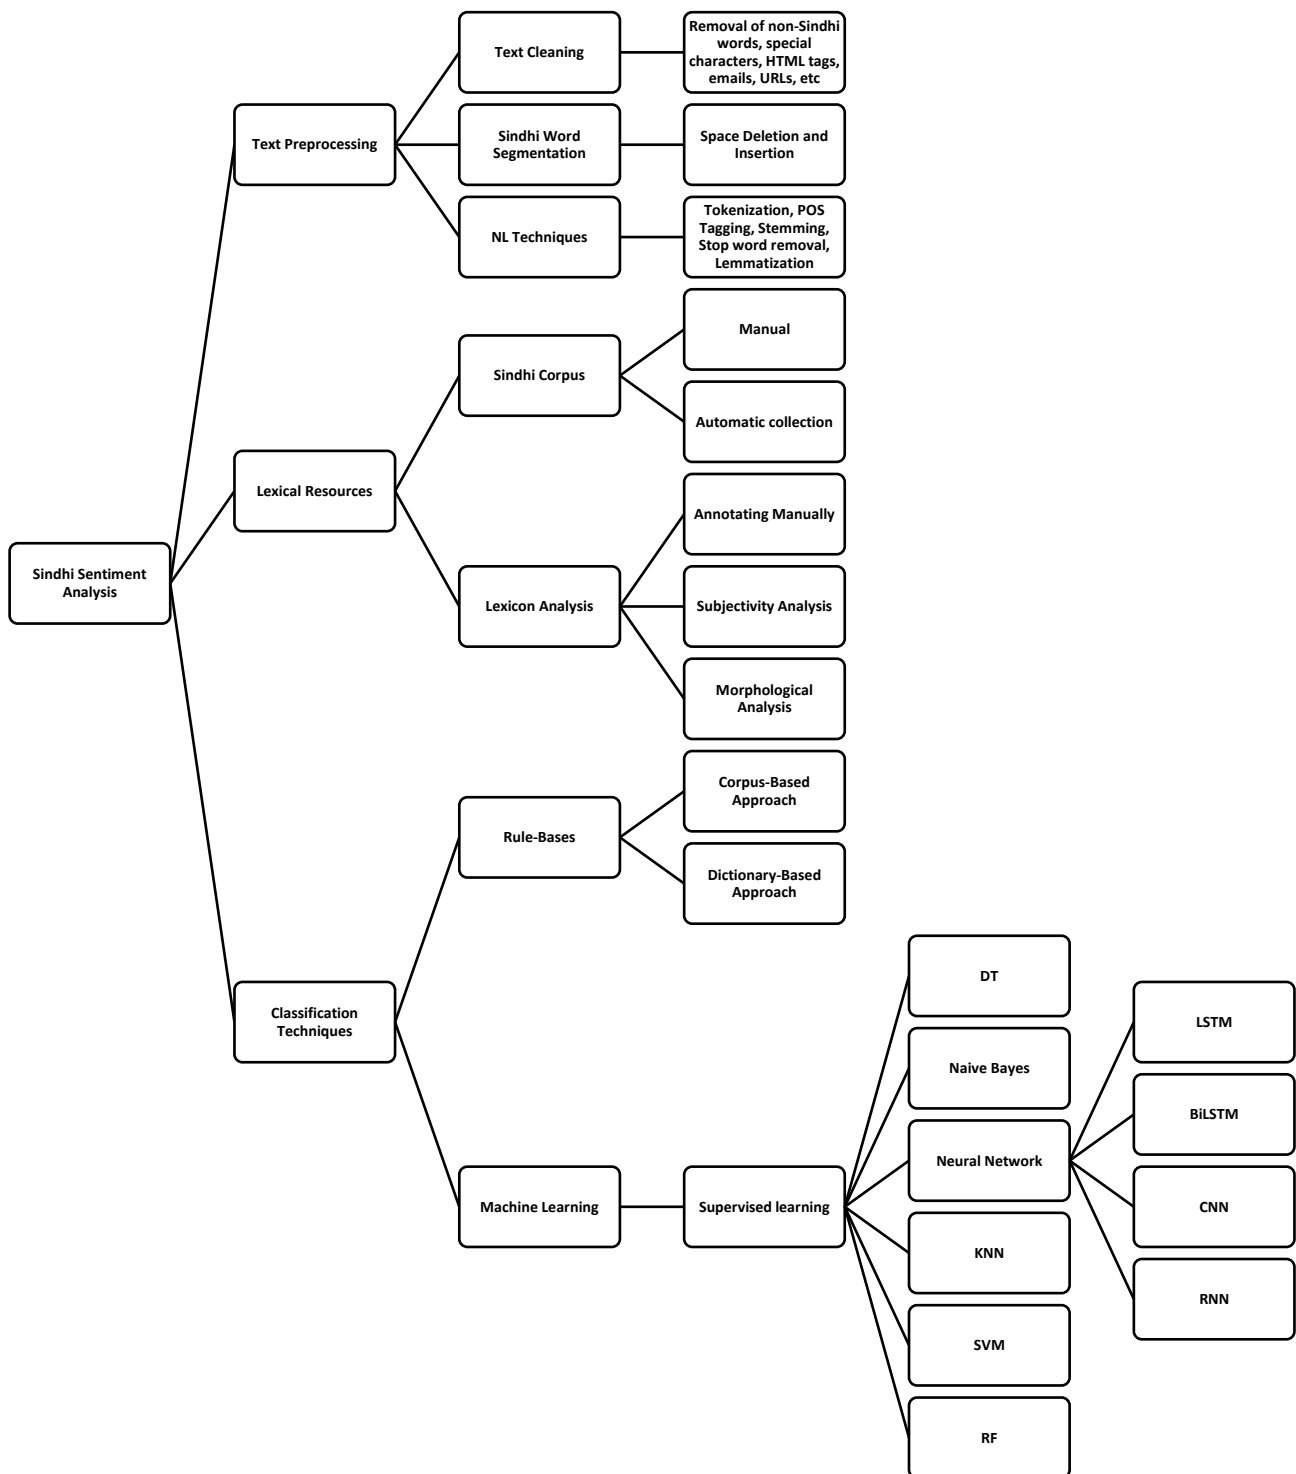 Sindhi Sentiment
Analysis
Text Preprocessing
Text Cleaning
Removal of non-Sindhi
words, special
characters, HTML tags,
emails, URLs, etc
Sindhi Word
Segmentation
Space Deletion and
Insertion
NL Techniques
Tokenization, POS
Tagging, Stemming,
Stop word removal,
Lemmatization
Lexical Resources
Sindhi Corpus
Manual
Automatic collection
Lexicon Analysis
Annotating Manually
Subjectivity Analysis
Morphological
Analysis
Classification
Techniques
Rule-Bases
Corpus-Based
Approach
Dictionary-Based
Approach
Machine Learning
Supervised learning
DT
Naive Bayes
Neural Network
LSTM
BiLSTM
CNN
RNN
KNN
SVM
RF